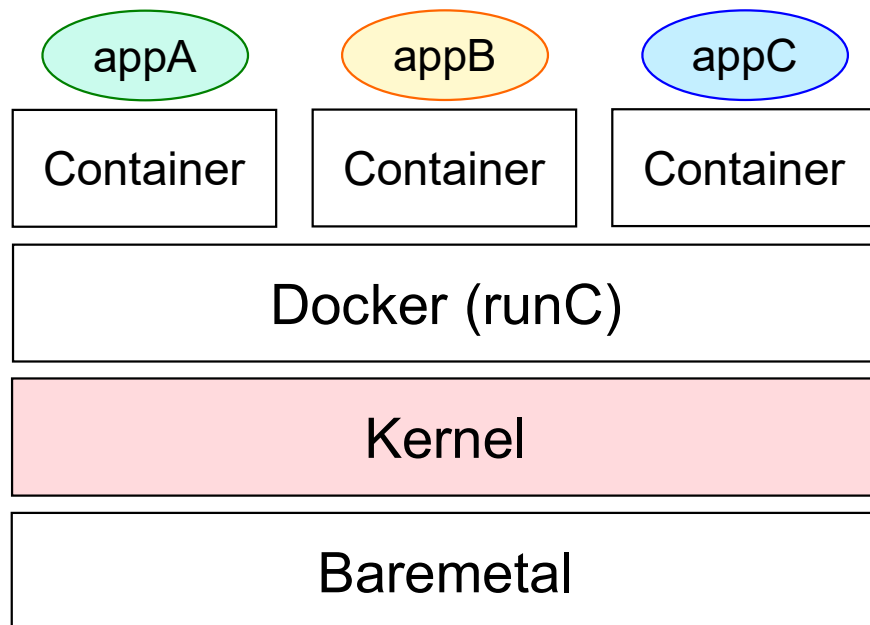 appA appB appC
Container Container Container
Docker (runC)
Kernel
Baremetal